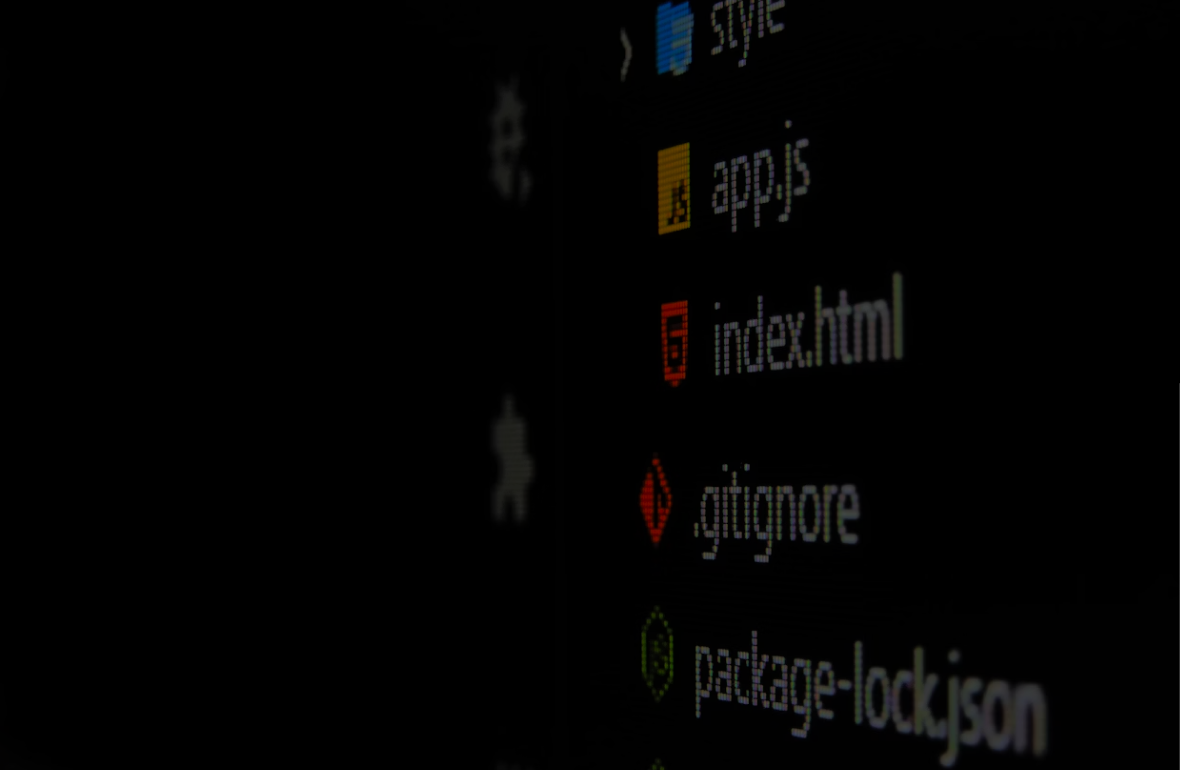 style
app.js
index.html
.gitignore
package-lock.json